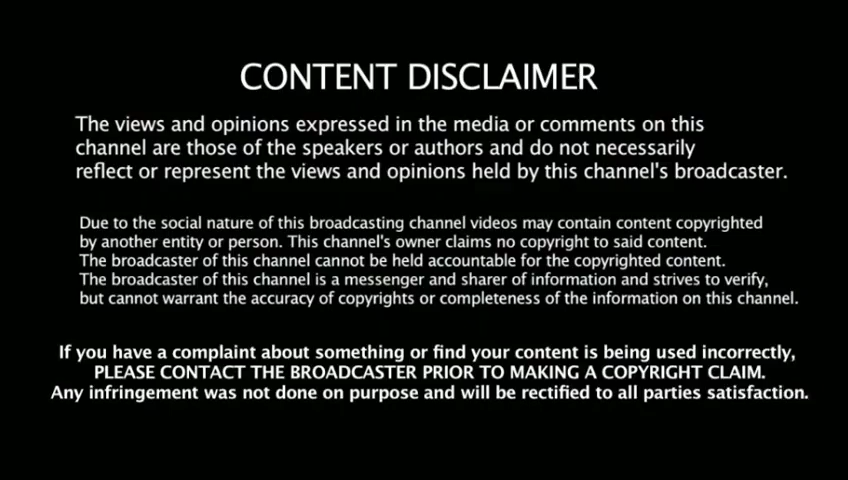 CONTENT DISCLAIMER
The views and opinions expressed in the media or comments on this
channel are those of the speakers or authors and do not necessarily
reflect or represent the views and opinions held by this channel's broadcaster.
Due to the social nature of this broadcasting channel videos may contain content copyrighted
by another entity or person. This channel's owner claims no copyright to said content.
The broadcaster of this channel cannot be held accountable for the copyrighted content.
The broadcaster of this channel is a messenger and sharer of information and strives to verify,
but cannot warrant the accuracy of copyrights or completeness of the information on this channel.
If you have a complaint about something or find your content is being used incorrectly,
PLEASE CONTACT THE BROADCASTER PRIOR TO MAKING A COPYRIGHT CLAIM.
Any infringement was not done on purpose and will be rectified to all parties satisfaction.